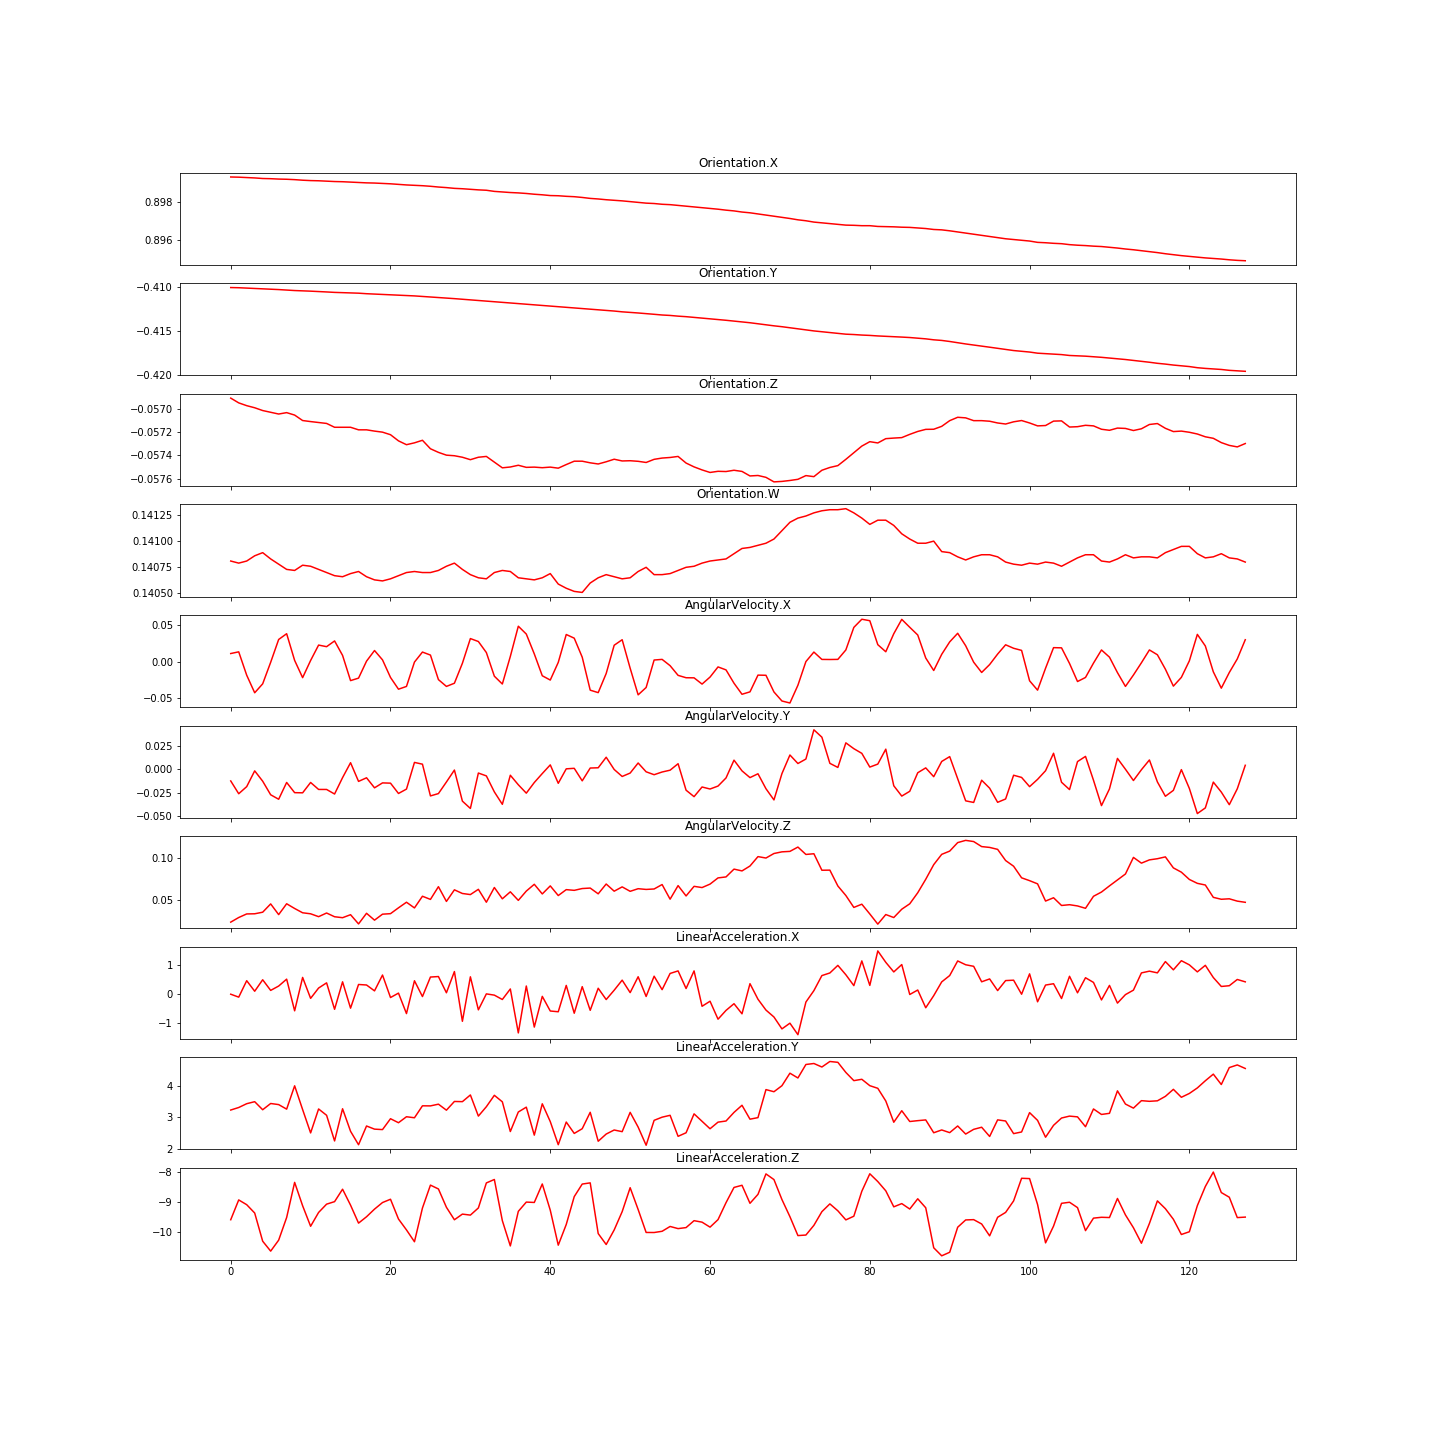 Orientation.X
0.898
0.896
Orientation.Y
−0.410
−0.415
−0.420
Orientation.Z
−0.0570
−0.0572
−0.0574
−0.0576
Orientation.W
0.14125
0.14100
0.14075
0.14050
AngularVelocity.X
0.05
0.00
−0.05
AngularVelocity.Y
0.025
0.000
−0.025
−0.050
AngularVelocity.Z
0.10
0.05
LinearAcceleration.X
1
0
−1
LinearAcceleration.Y
4
3
2
LinearAcceleration.Z
−8
−9
−10
0 20 40 60 80 100 120